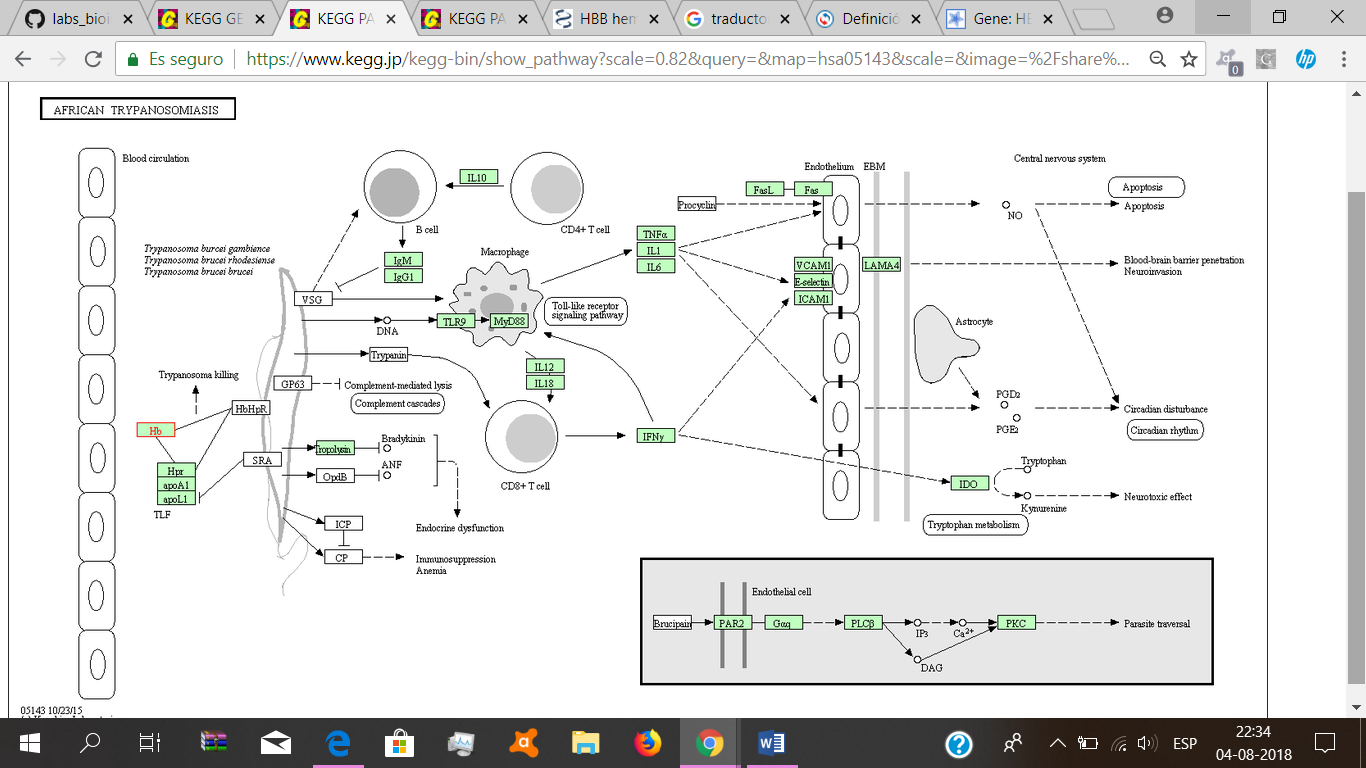 labs_bioi
KEGG GE
KEGG PA
KEGG PA
HBB hem
traducto
Definició
Gene: HE
Es seguro
https://www.kegg.jp/kegg-bin/show_pathway?scale=0.82&query=&map=hsa05143&scale=&image=%2Fshare%...
0
AFRICAN TRYPANOSOMIASIS
Blood circulation
Trypanosoma burcei gambience
Trypanosoma brucei rhodesiense
Trypanosoma brucei brucei
B cell
IL10
CD4+ T cell
IgM
IgG1
Macrophage
VSG
DNA
TLR9
MyD88
Toll-like receptor
signaling pathway
Trypanin
GP63
Complement-mediated lysis
Complement cascades
IL12
IL18
CD8+ T cell
Trypanosoma killing
HbHpR
Hb
Hpr
apoA1
apoL1
TLF
SRA
Tropolysin
Bradykinin
OpdB
ANF
Endocrine dysfunction
ICP
CP
Immunosuppression
Anemia
TNFα
IL1
IL6
IFNγ
Procyclin
FasL
Fas
Endothelium
EBM
VCAM1
E-selectin
ICAM1
LAMA4
Central nervous system
NO
Apoptosis
Apoptosis
Blood-brain barrier penetration
Neuroinvasion
Astrocyte
PGD2
PGE2
Circadian disturbance
Circadian rhythm
IDO
Tryptophan
Kynurenine
Neurotoxic effect
Tryptophan metabolism
Endothelial cell
Brucipain
PAR2
Gαq
PLCβ
IP3
Ca2+
PKC
DAG
Parasite traversal
05143 10/23/15
ESP
22:34
04-08-2018